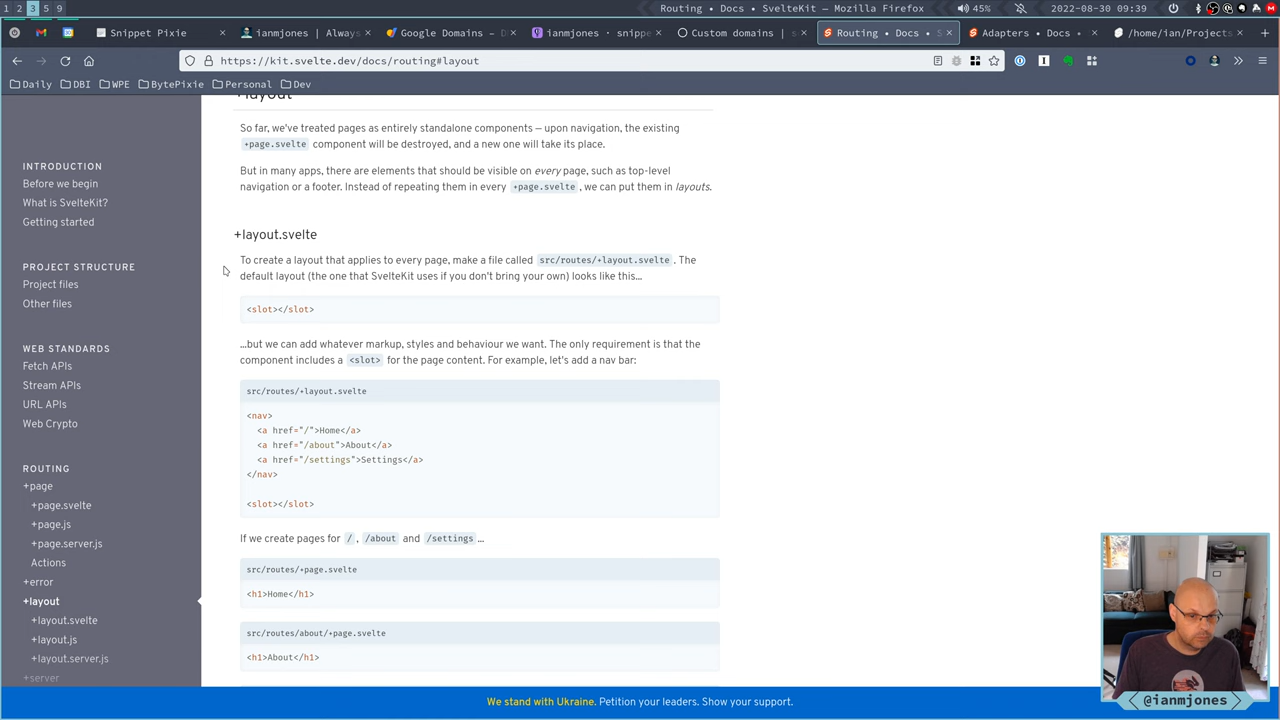 1 2 3 5 9
Routing • Docs • SvelteKit — Mozilla Firefox
45%
2022-08-30 09:39
Snippet Pixie
ianmjones | Always
Google Domains – D
ianmjones · snippe
Custom domains | s
Routing • Docs • S
Adapters • Docs •
/home/ian/Projects
https://kit.svelte.dev/docs/routing#layout
Daily DBI WPE BytePixie Personal Dev
+layout
So far, we've treated pages as entirely standalone components — upon navigation, the existing
+page.svelte component will be destroyed, and a new one will take its place.
But in many apps, there are elements that should be visible on every page, such as top-level
navigation or a footer. Instead of repeating them in every +page.svelte, we can put them in layouts.
+layout.svelte
To create a layout that applies to every page, make a file called src/routes/+layout.svelte. The
default layout (the one that SvelteKit uses if you don't bring your own) looks like this...
<slot></slot>
...but we can add whatever markup, styles and behaviour we want. The only requirement is that the
component includes a <slot> for the page content. For example, let's add a nav bar:
src/routes/+layout.svelte
<nav>
<a href="/">Home</a>
<a href="/about">About</a>
<a href="/settings">Settings</a>
</nav>
<slot></slot>
If we create pages for /, /about and /settings ...
src/routes/+page.svelte
<h1>Home</h1>
src/routes/about/+page.svelte
<h1>About</h1>
INTRODUCTION
Before we begin
What is SvelteKit?
Getting started
PROJECT STRUCTURE
Project files
Other files
WEB STANDARDS
Fetch APIs
Stream APIs
URL APIs
Web Crypto
ROUTING
+page
+page.svelte
+page.js
+page.server.js
Actions
+error
+layout
+layout.svelte
+layout.js
+layout.server.js
+server
We stand with Ukraine. Petition your leaders. Show your support.
@ianmjones